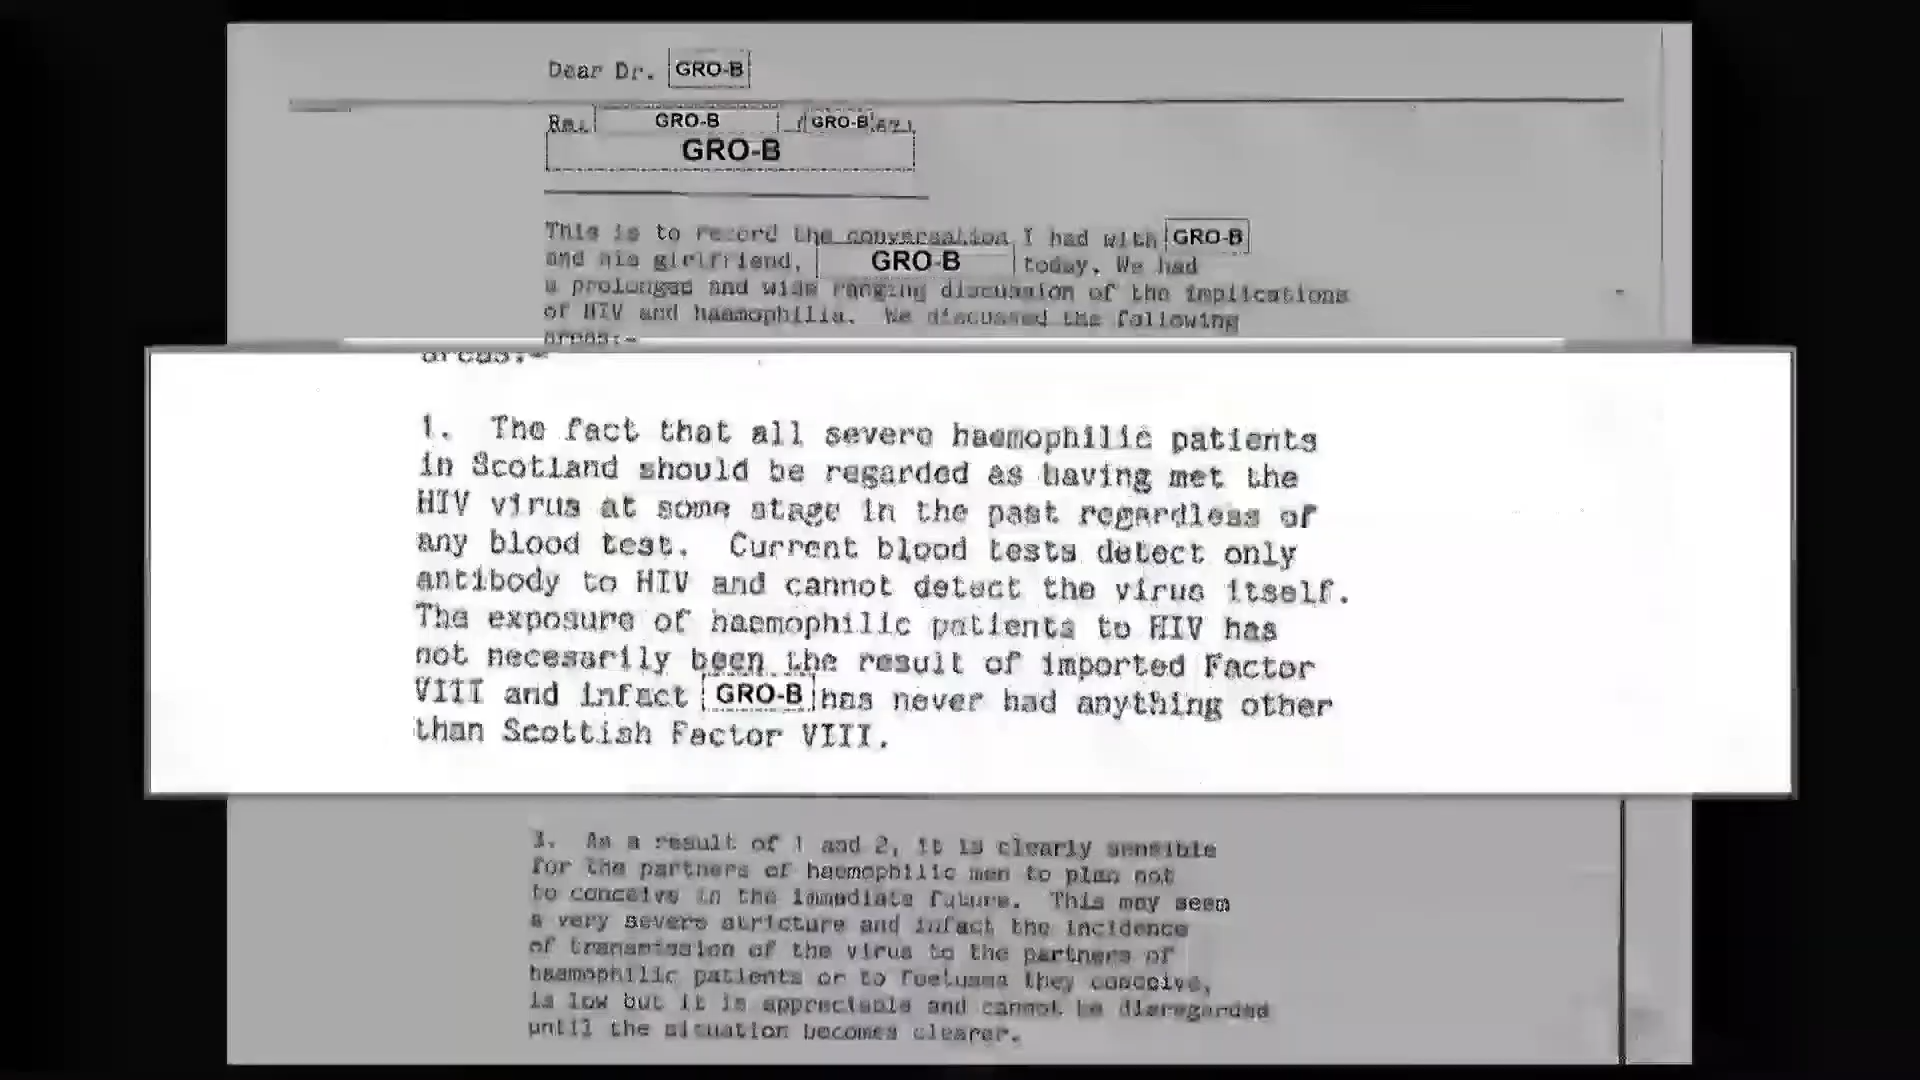 Dear Dr. GRO-B
Re: GRO-B GRO-B
GRO-B
This is to record the conversation I had with GRO-B
and his girlfriend, GRO-B today. We had
a prolonged and wide ranging discussion of the implications
of HIV and haemophilia. We discussed the following
areas:-
areas:-
1. The fact that all severe haemophilic patients
in Scotland should be regarded as having met the
HIV virus at some stage in the past regardless of
any blood test. Current blood tests detect only
antibody to HIV and cannot detect the virus itself.
The exposure of haemophilic patients to HIV has
not necessarily been the result of imported Factor
VIII and infact GRO-B has never had anything other
than Scottish Factor VIII.
3. As a result of 1 and 2, it is clearly sensible
for the partners of haemophilic men to plan not
to conceive in the immediate future. This may seem
a very severe stricture and infact the incidence
of transmission of the virus to the partners of
haemophilic patients or to foetuses they conceive,
is low but it is appreciable and cannot be disregarded
until the situation becomes clearer.